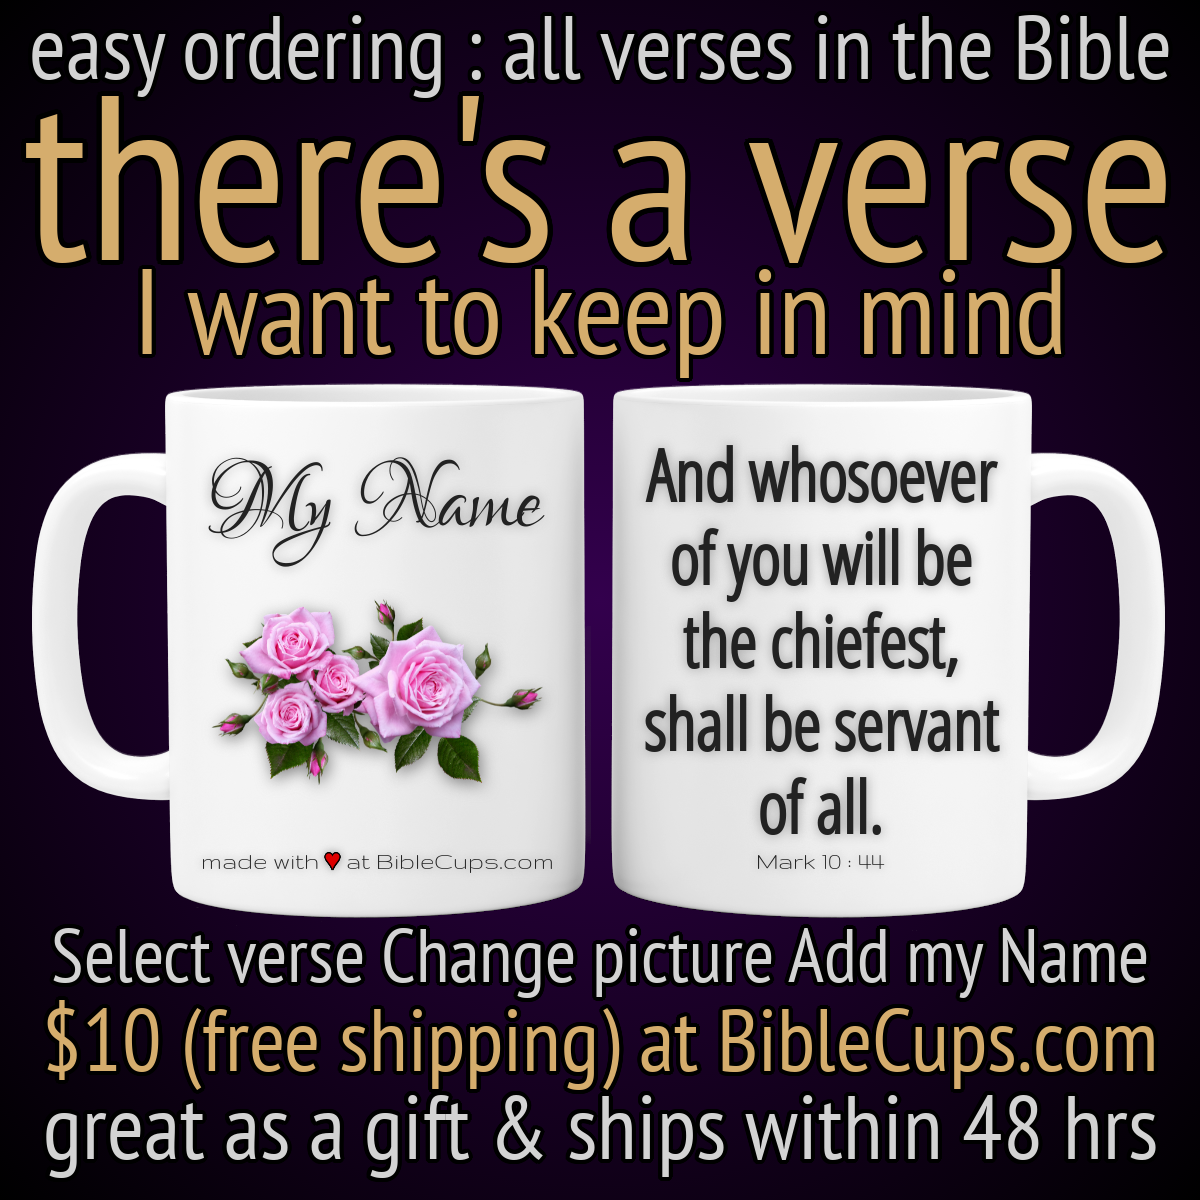 easy ordering : all verses in the Bible
there's a verse
I want to keep in mind
My Name
made with ❤ at BibleCups.com
And whosoever
of you will be
the chiefest,
shall be servant
of all.
Mark 10 : 44
Select verse Change picture Add my Name
$10 (free shipping) at BibleCups.com
great as a gift & ships within 48 hrs